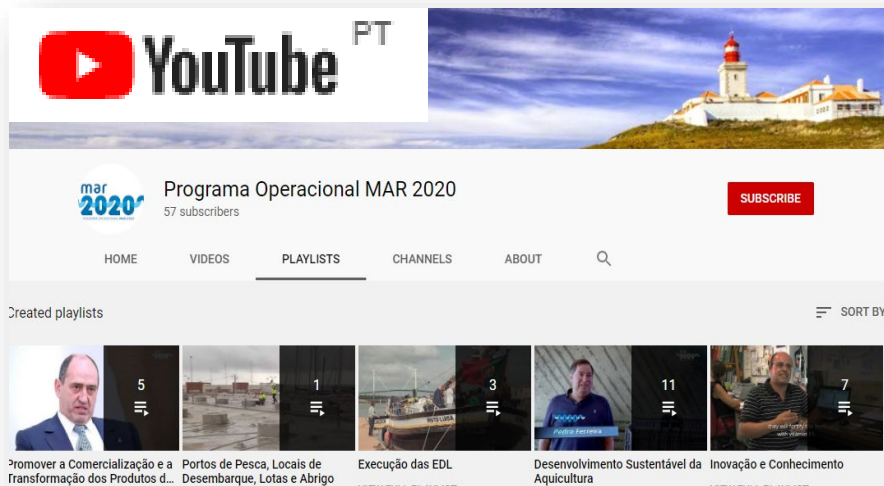 YouTube PT
mar
2020
Programa Operacional MAR 2020
57 subscribers
SUBSCRIBE
HOME VIDEOS PLAYLISTS CHANNELS ABOUT
Created playlists
SORT BY
5 1 3 11 7
Pedro Ferreira
with vitamin
Promover a Comercialização e a
Transformação dos Produtos d...
Portos de Pesca, Locais de
Desembarque, Lotas e Abrigo
Execução das EDL
Desenvolvimento Sustentável da
Aquicultura
Inovação e Conhecimento